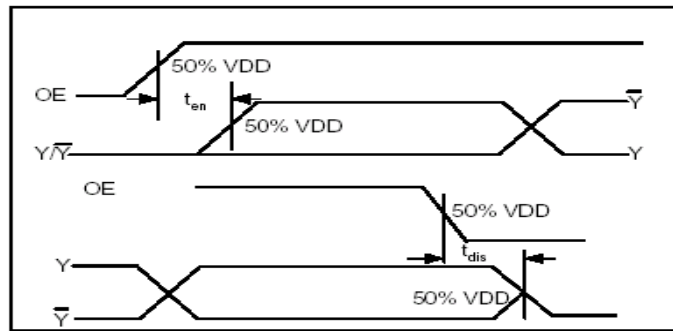 50% VDD
OE
t_en
Y̅
50% VDD
Y/Y̅
Y
OE
50% VDD
t_dis
Y
50% VDD
Y̅